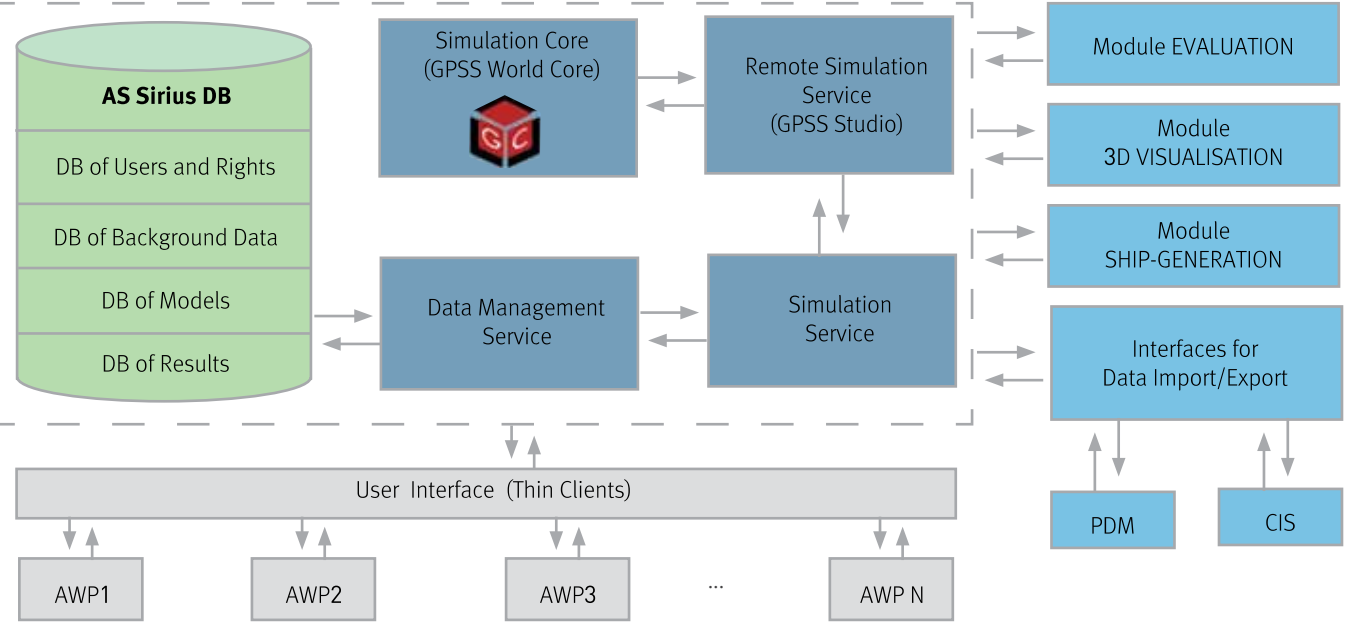 AS Sirius DB
DB of Users and Rights
DB of Background Data
DB of Models
DB of Results
Simulation Core
(GPSS World Core)
G C
Remote Simulation
Service
(GPSS Studio)
Data Management
Service
Simulation
Service
Module EVALUATION
Module
3D VISUALISATION
Module
SHIP-GENERATION
Interfaces for
Data Import/Export
PDM
CIS
User Interface (Thin Clients)
AWP1
AWP2
AWP3
...
AWP N